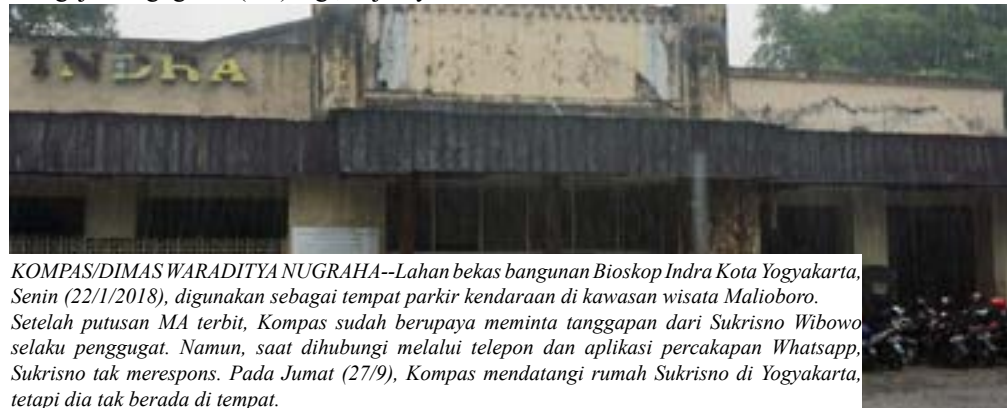 INDRA
KOMPAS/DIMAS WARADITYA NUGRAHA--Lahan bekas bangunan Bioskop Indra Kota Yogyakarta,
Senin (22/1/2018), digunakan sebagai tempat parkir kendaraan di kawasan wisata Malioboro.
Setelah putusan MA terbit, Kompas sudah berupaya meminta tanggapan dari Sukrisno Wibowo
selaku penggugat. Namun, saat dihubungi melalui telepon dan aplikasi percakapan Whatsapp,
Sukrisno tak merespons. Pada Jumat (27/9), Kompas mendatangi rumah Sukrisno di Yogyakarta,
tetapi dia tak berada di tempat.